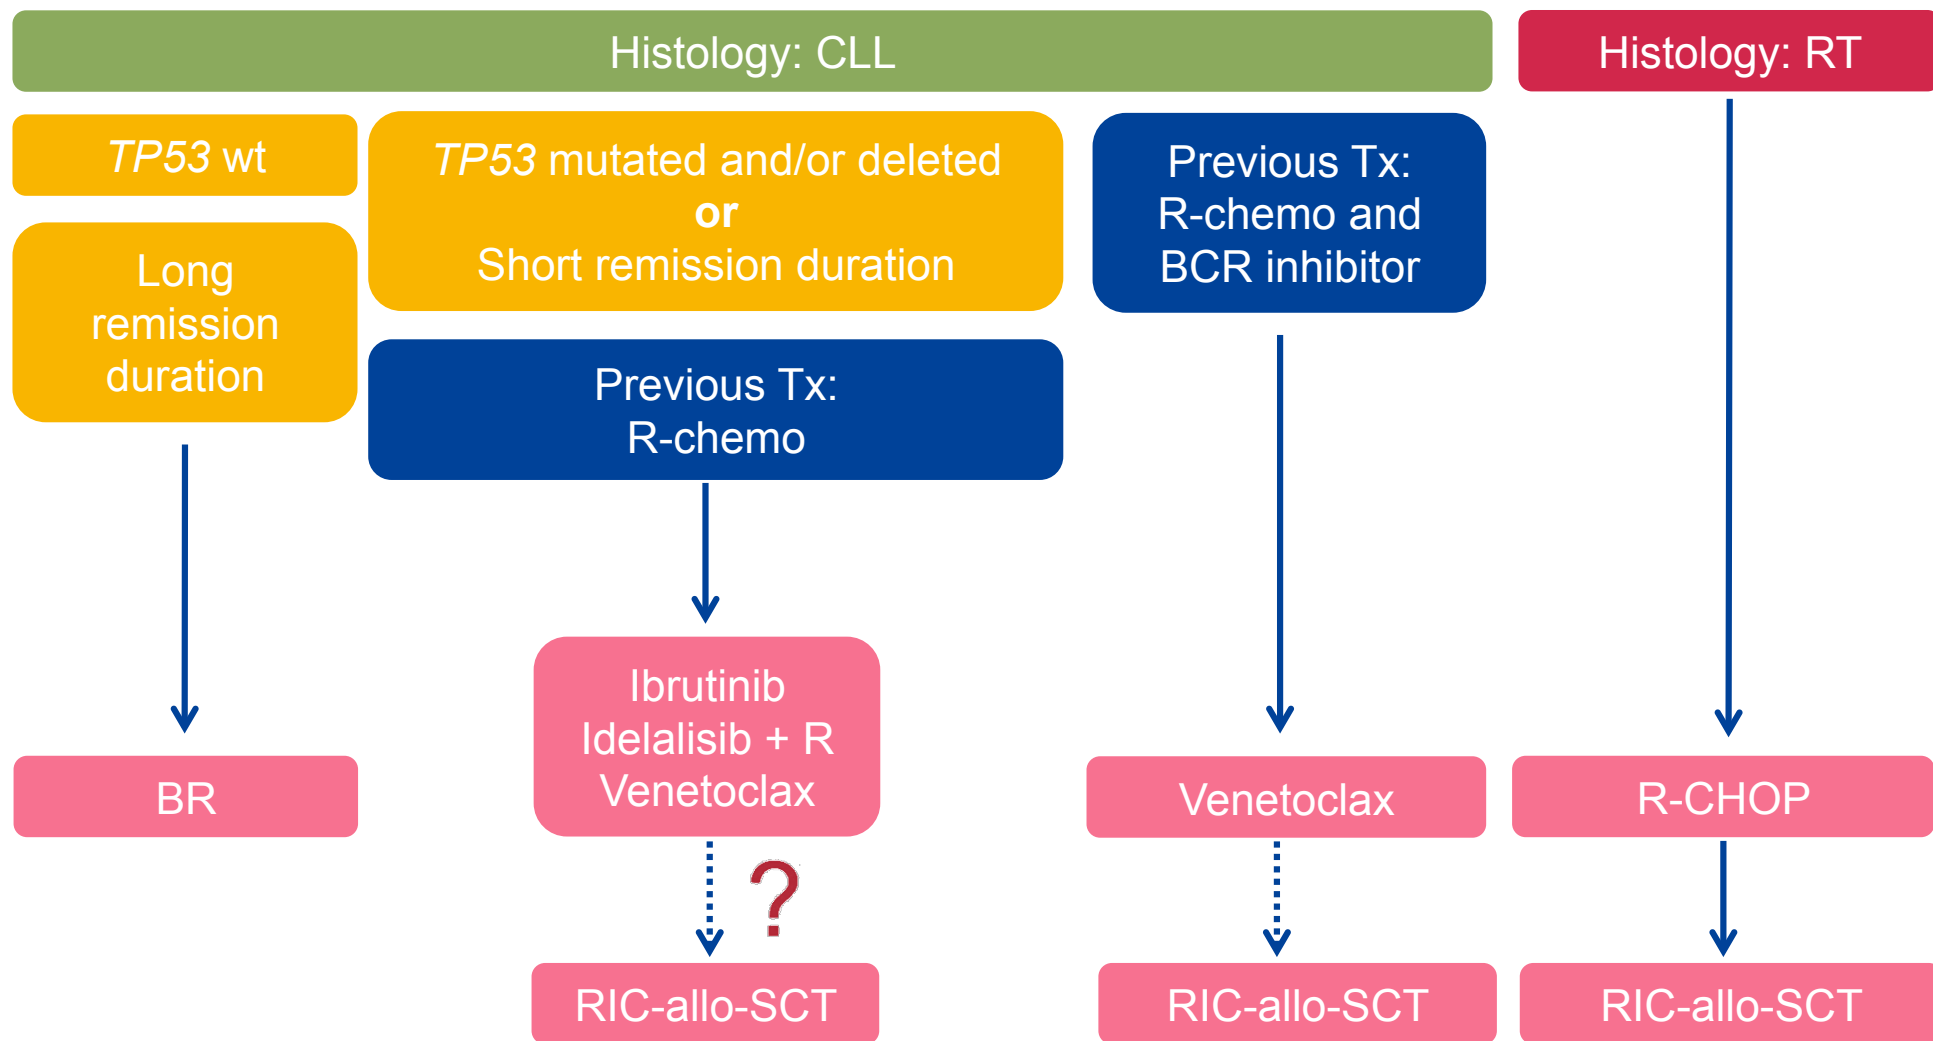 Histology: CLL
Histology: RT
TP53 wt
Long
remission
duration
TP53 mutated and/or deleted
or
Short remission duration
Previous Tx:
R-chemo
Previous Tx:
R-chemo and
BCR inhibitor
BR
Ibrutinib
Idelalisib + R
Venetoclax
Venetoclax
R-CHOP
?
RIC-allo-SCT
RIC-allo-SCT
RIC-allo-SCT